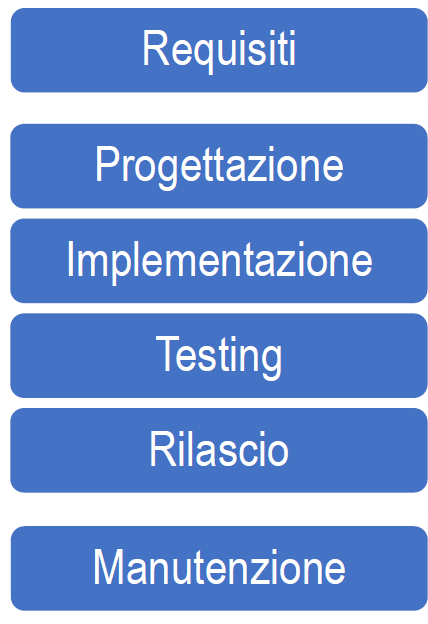 Requisiti
Progettazione
Implementazione
Testing
Rilascio
Manutenzione